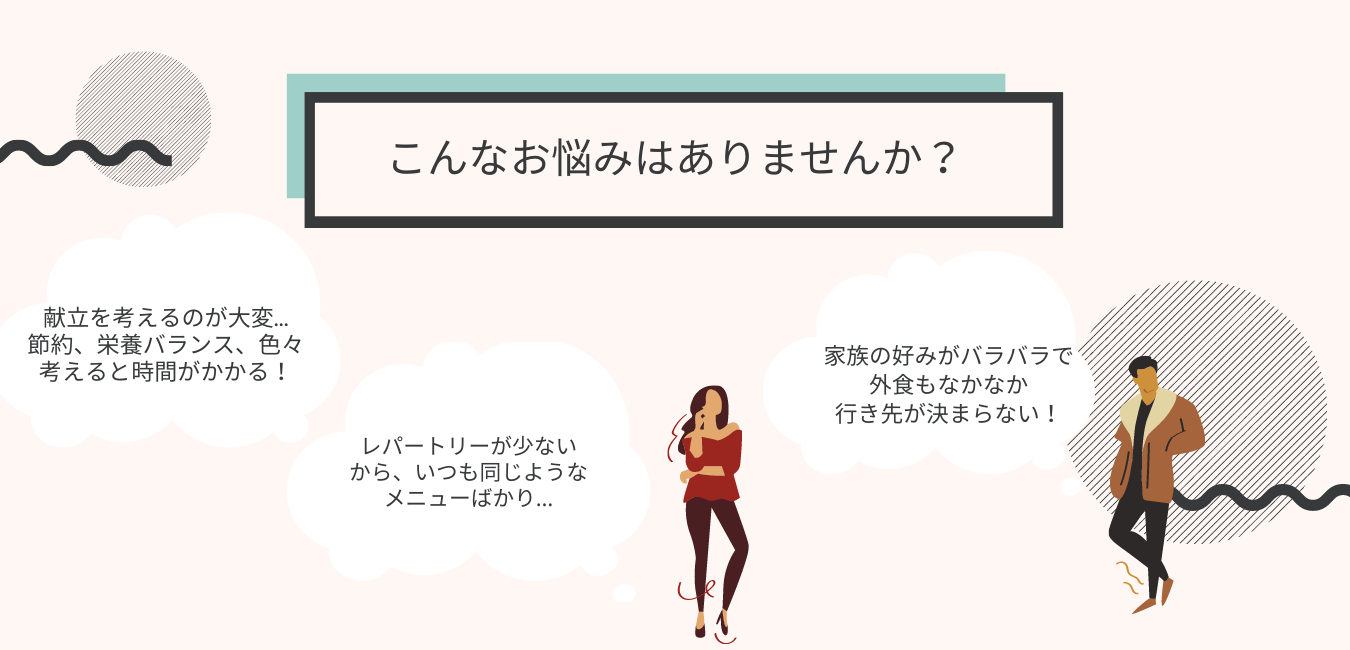 こんなお悩みはありませんか？
献立を考えるのが大変...
節約、栄養バランス、色々
考えると時間がかかる！
レパートリーが少ない
から、いつも同じような
メニューばかり...
家族の好みがバラバラで
外食もなかなか
行き先が決まらない！